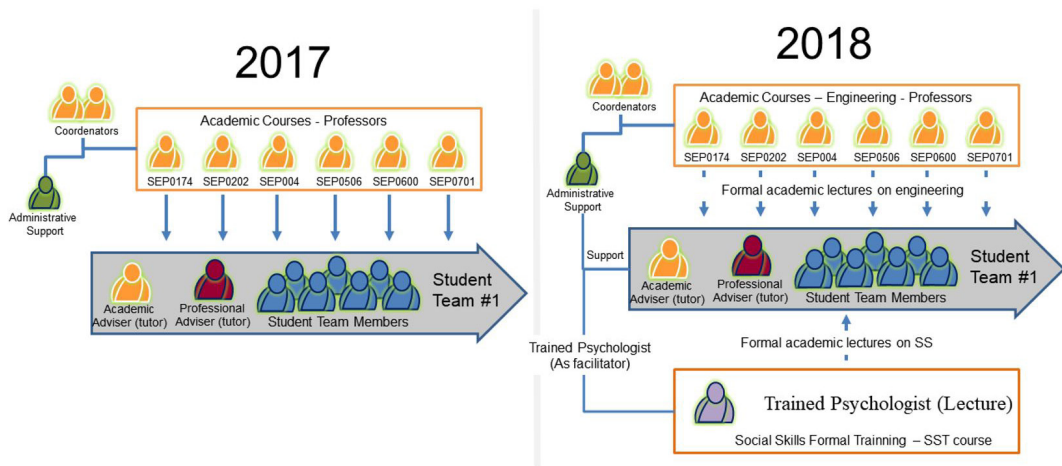 2017
Coordenators
Academic Courses - Professors
SEP0174 SEP0202 SEP004 SEP0506 SEP0600 SEP0701
Administrative
Support
Student
Team #1
Academic
Adviser (tutor)
Professional
Adviser (tutor)
Student Team Members
2018
Coordenators
Academic Courses – Engineering - Professors
SEP0174 SEP0202 SEP004 SEP0506 SEP0600 SEP0701
Formal academic lectures on engineering
Administrative
Support
Support
Student
Team #1
Academic
Adviser (tutor)
Professional
Adviser (tutor)
Student Team Members
Trained Psychologist
(As facilitator)
Formal academic lectures on SS
Trained Psychologist (Lecture)
Social Skills Formal Trainning – SST course